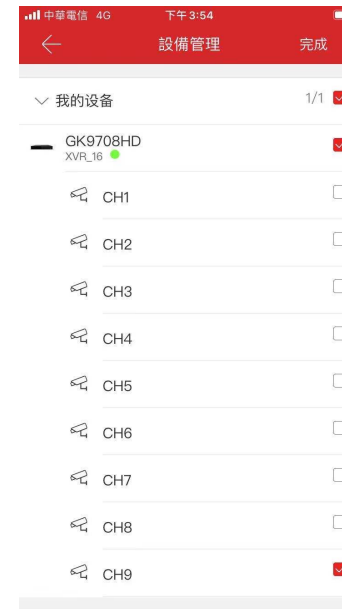 中華電信 4G 下午 3:54
設備管理 完成
我的设备 1/1
GK9708HD
XVR_16
CH1
CH2
CH3
CH4
CH5
CH6
CH7
CH8
CH9